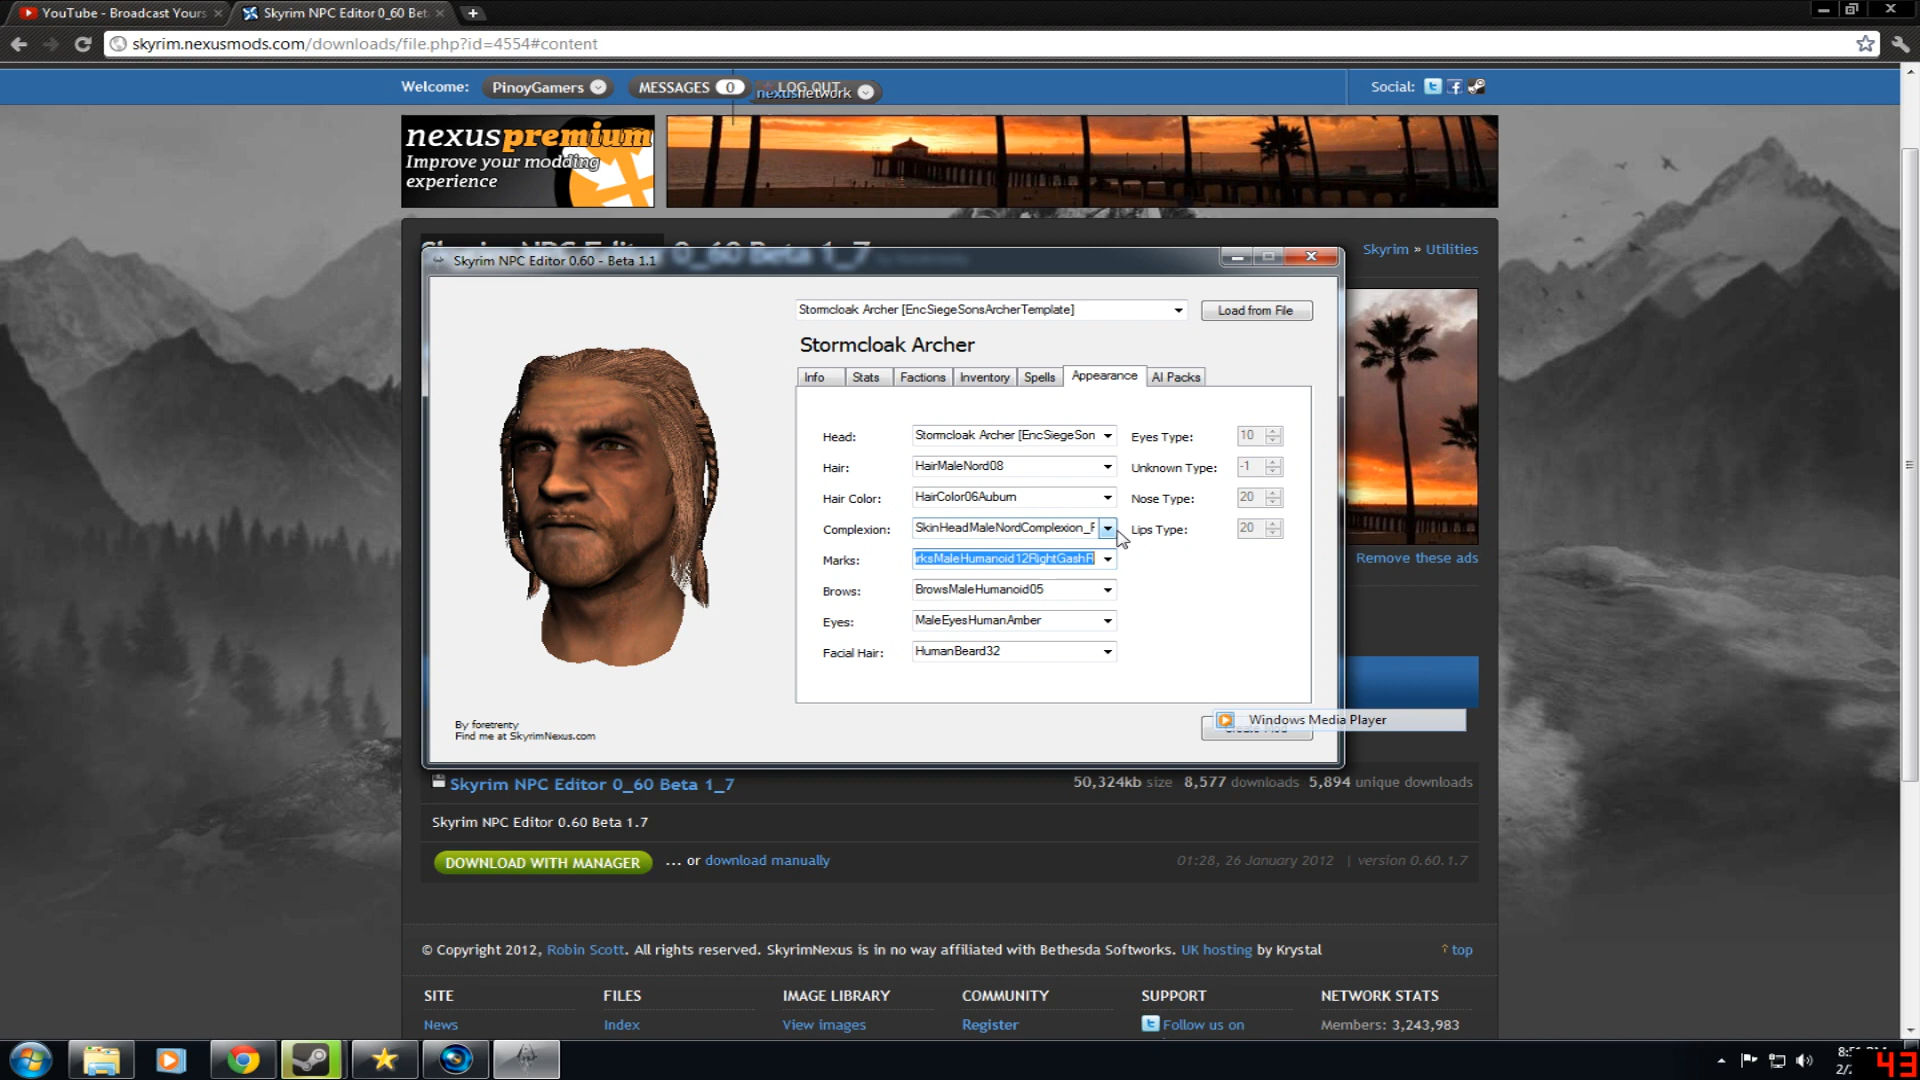 YouTube - Broadcast Yours
Skyrim NPC Editor 0_60 Bet
skyrim.nexusmods.com/downloads/file.php?id=4554#content
Welcome: PinoyGamers MESSAGES 0 LOG OUT nexusnetwork Social:
nexuspremium
Improve your modding
experience
Skyrim NPC Editor 0_60 Beta 1_7
Skyrim » Utilities
Skyrim NPC Editor 0.60 - Beta 1.1
Stormcloak Archer [EncSiegeSonsArcherTemplate] Load from File
Stormcloak Archer
Info Stats Factions Inventory Spells Appearance AI Packs
Head: Stormcloak Archer [EncSiegeSon Eyes Type: 10
Hair: HairMaleNord08 Unknown Type: -1
Hair Color: HairColor06Auburn Nose Type: 20
Complexion: SkinHeadMaleNordComplexion_F Lips Type: 20
Marks: rksMaleHumanoid12RightGashR
Brows: BrowsMaleHumanoid05
Eyes: MaleEyesHumanAmber
Facial Hair: HumanBeard32
Remove these ads
Windows Media Player
By foretrenty
Find me at SkyrimNexus.com
Skyrim NPC Editor 0_60 Beta 1_7 50,324kb size 8,577 downloads 5,894 unique downloads
Skyrim NPC Editor 0.60 Beta 1.7
DOWNLOAD WITH MANAGER ... or download manually 01:28, 26 January 2012 | version 0.60.1.7
© Copyright 2012, Robin Scott. All rights reserved. SkyrimNexus is in no way affiliated with Bethesda Softworks. UK hosting by Krystal ↑ top
SITE FILES IMAGE LIBRARY COMMUNITY SUPPORT NETWORK STATS
News Index View images Register Follow us on Members: 3,243,983
43